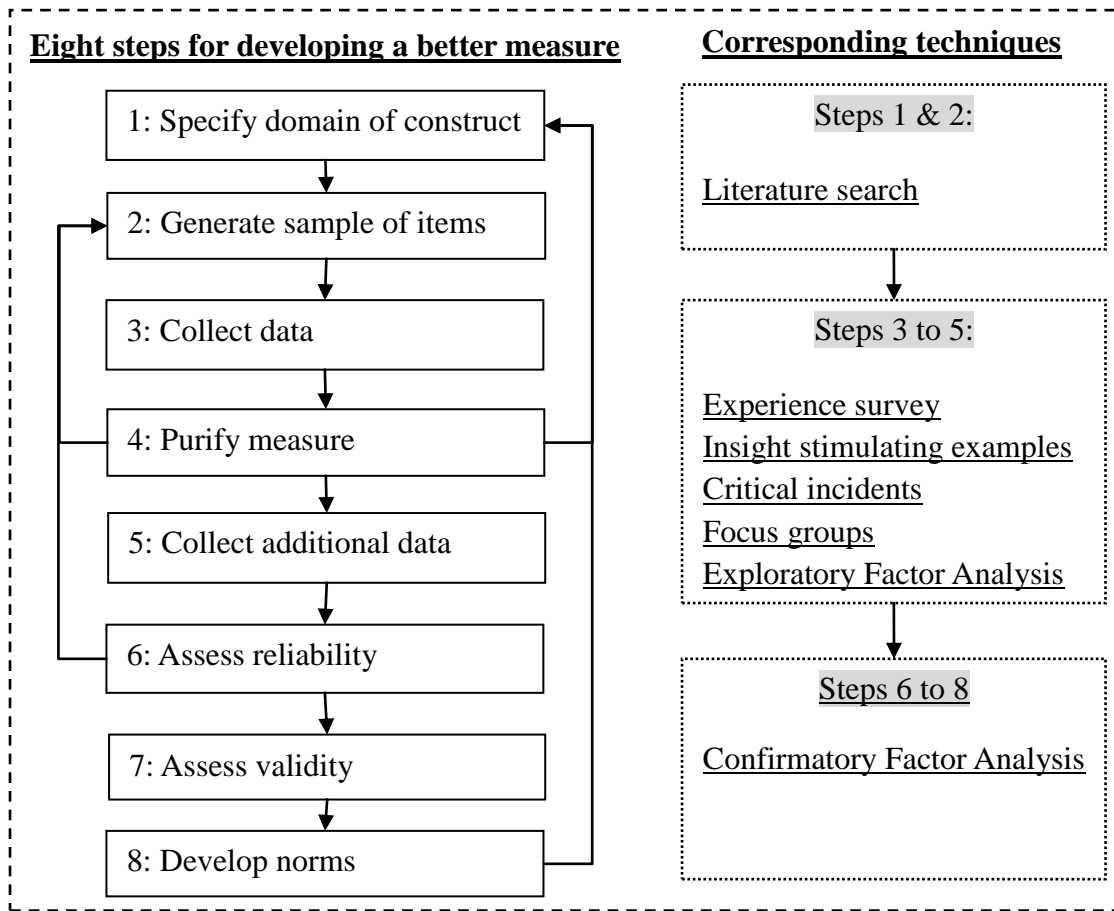 Eight steps for developing a better measure
1: Specify domain of construct
2: Generate sample of items
3: Collect data
4: Purify measure
5: Collect additional data
6: Assess reliability
7: Assess validity
8: Develop norms
Corresponding techniques
Steps 1 & 2:
Literature search
Steps 3 to 5:
Experience survey
Insight stimulating examples
Critical incidents
Focus groups
Exploratory Factor Analysis
Steps 6 to 8
Confirmatory Factor Analysis